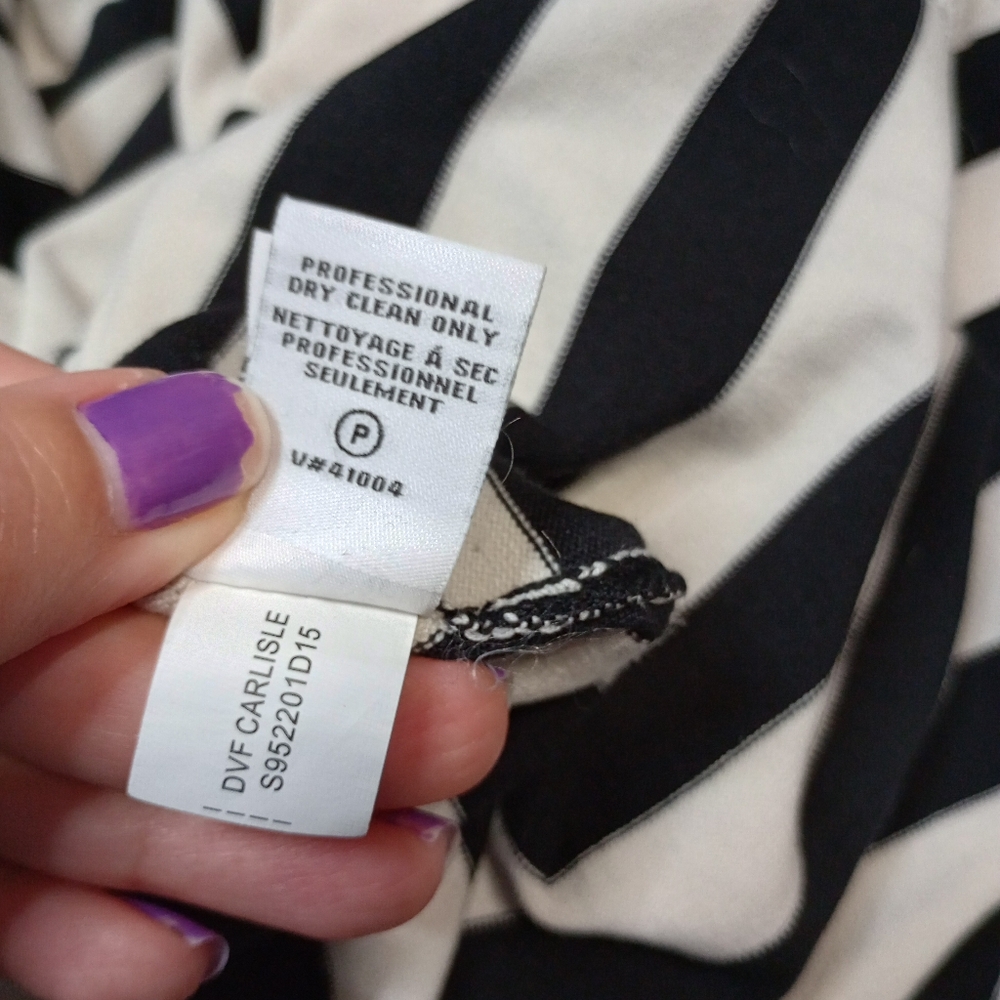 PROFESSIONAL
DRY CLEAN ONLY
NETTOYAGE Á SEC
PROFESSIONNEL
SEULEMENT
P
V#41004
DVF CARLISLE
S952201D15